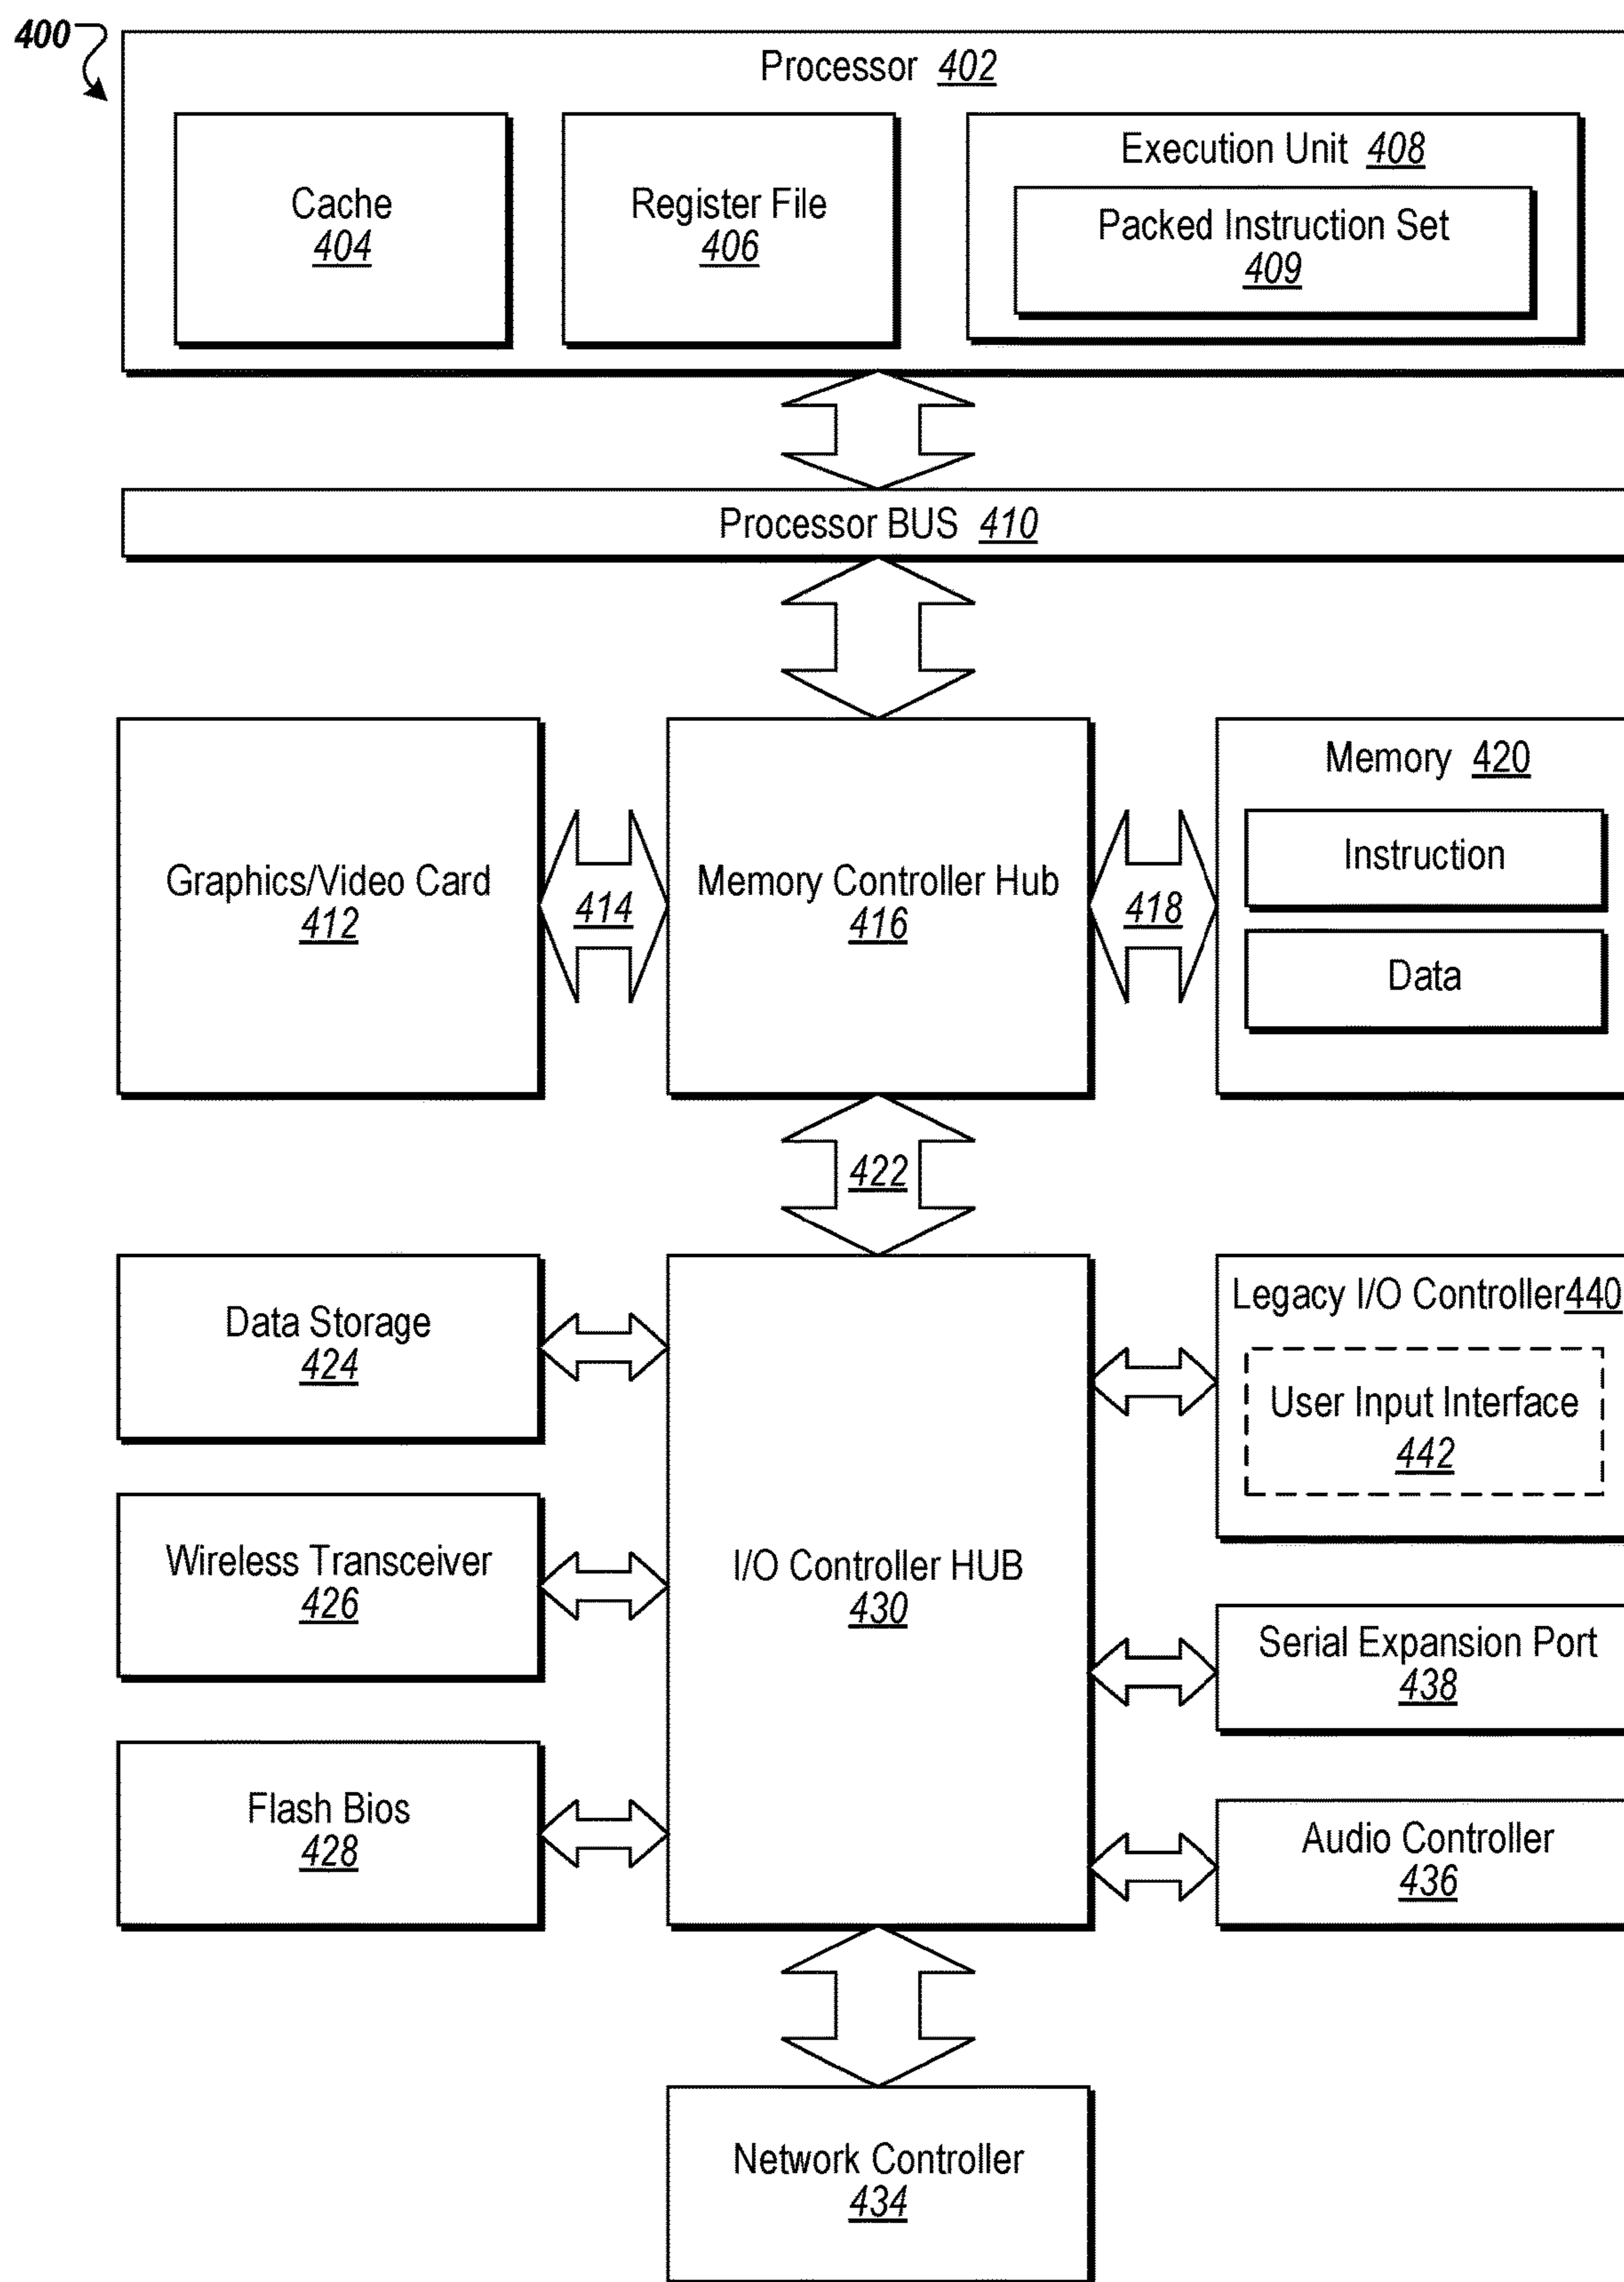 400
Processor 402
Cache
404
Register File
406
Execution Unit 408
Packed Instruction Set
409
Processor BUS 410
Graphics/Video Card
412
414
Memory Controller Hub
416
418
Memory 420
Instruction
Data
422
Data Storage
424
Wireless Transceiver
426
Flash Bios
428
I/O Controller HUB
430
Legacy I/O Controller440
User Input Interface
442
Serial Expansion Port
438
Audio Controller
436
Network Controller
434